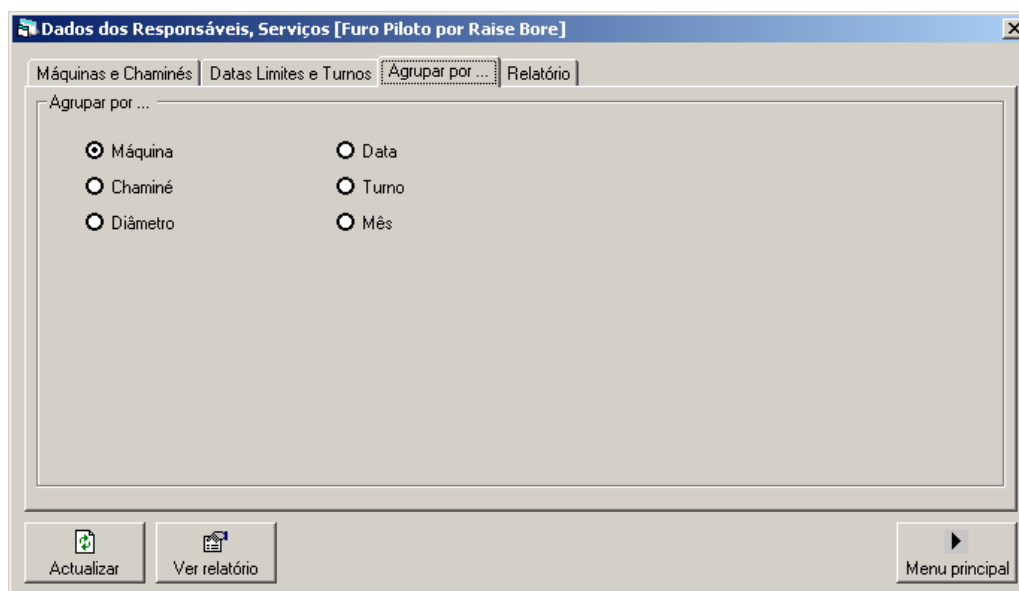 Dados dos Responsáveis, Serviços [Furo Piloto por Raise Bore]
Máquinas e Chaminés Datas Limites e Turnos Agrupar por ... Relatório
Agrupar por ...
Máquina Data
Chaminé Turno
Diâmetro Mês
Actualizar Ver relatório Menu principal